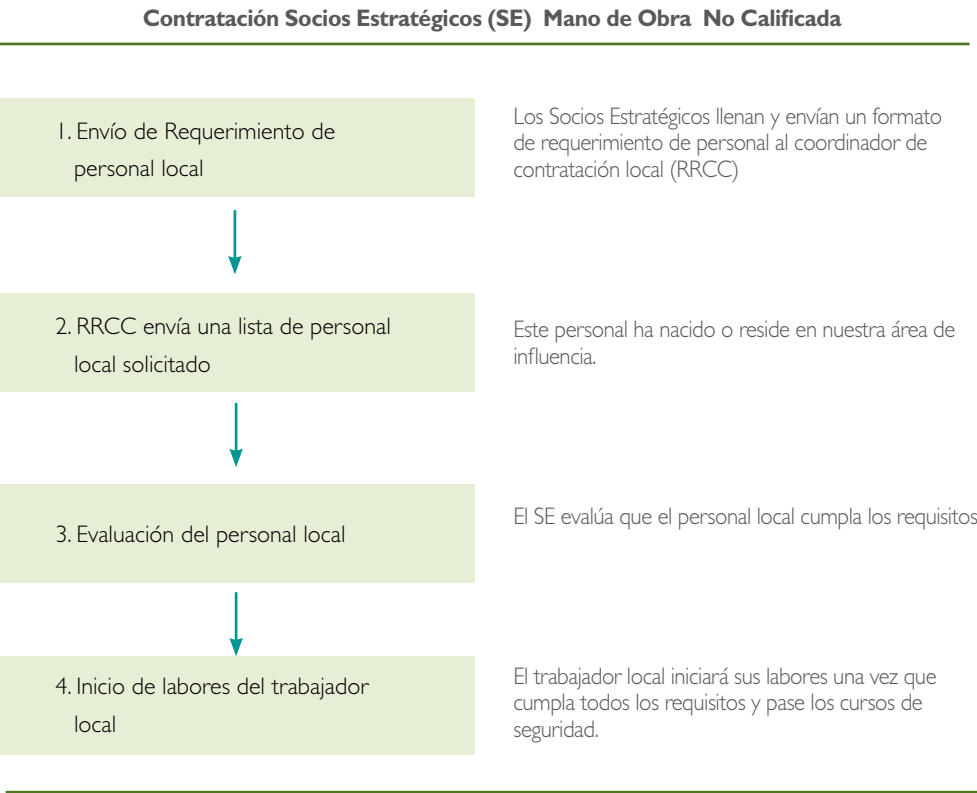 Contratación Socios Estratégicos (SE) Mano de Obra No Calificada
1. Envío de Requerimiento de
personal local
Los Socios Estratégicos llenan y envían un formato
de requerimiento de personal al coordinador de
contratación local (RRCC)
2. RRCC envía una lista de personal
local solicitado
Este personal ha nacido o reside en nuestra área de
influencia.
3. Evaluación del personal local
El SE evalúa que el personal local cumpla los requisitos
4. Inicio de labores del trabajador
local
El trabajador local iniciará sus labores una vez que
cumpla todos los requisitos y pase los cursos de
seguridad.